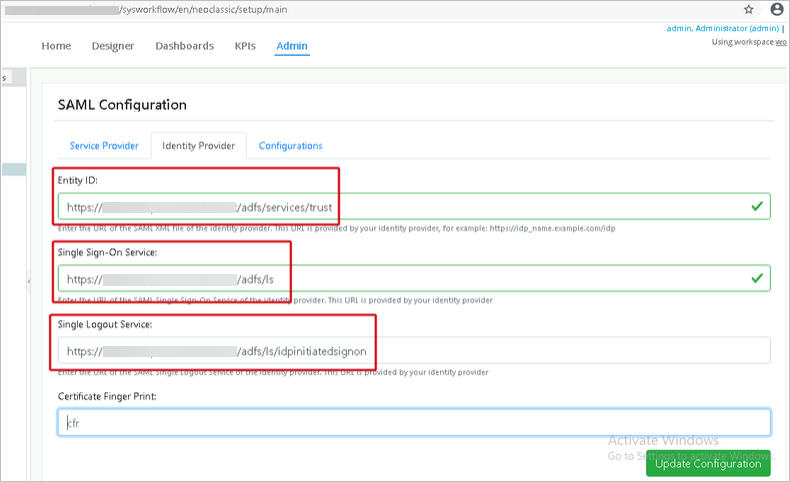 /sysworkflow/en/neoclassic/setup/main
admin, Administrator (admin) |
Using workspace wo
Home Designer Dashboards KPIs Admin
s
SAML Configuration
Service Provider Identity Provider Configurations
Entity ID:
https:// /adfs/services/trust
Enter the URL of the SAML XML file of the identity provider. This URL is provided by your identity provider, for example: https://idp_name.example.com/idp
Single Sign-On Service:
https:// /adfs/ls
Enter the URL of the SAML Single Sign-On Service of the identity provider. This URL is provided by your identity provider
Single Logout Service:
https:// /adfs/ls/idpinitiatedsignon
Enter the URL of the SAML Single Logout Service of the identity provider. This URL is provided by your identity provider
Certificate Finger Print:
cfr
Activate Windows
Go to Settings to activate Windows.
Update Configuration